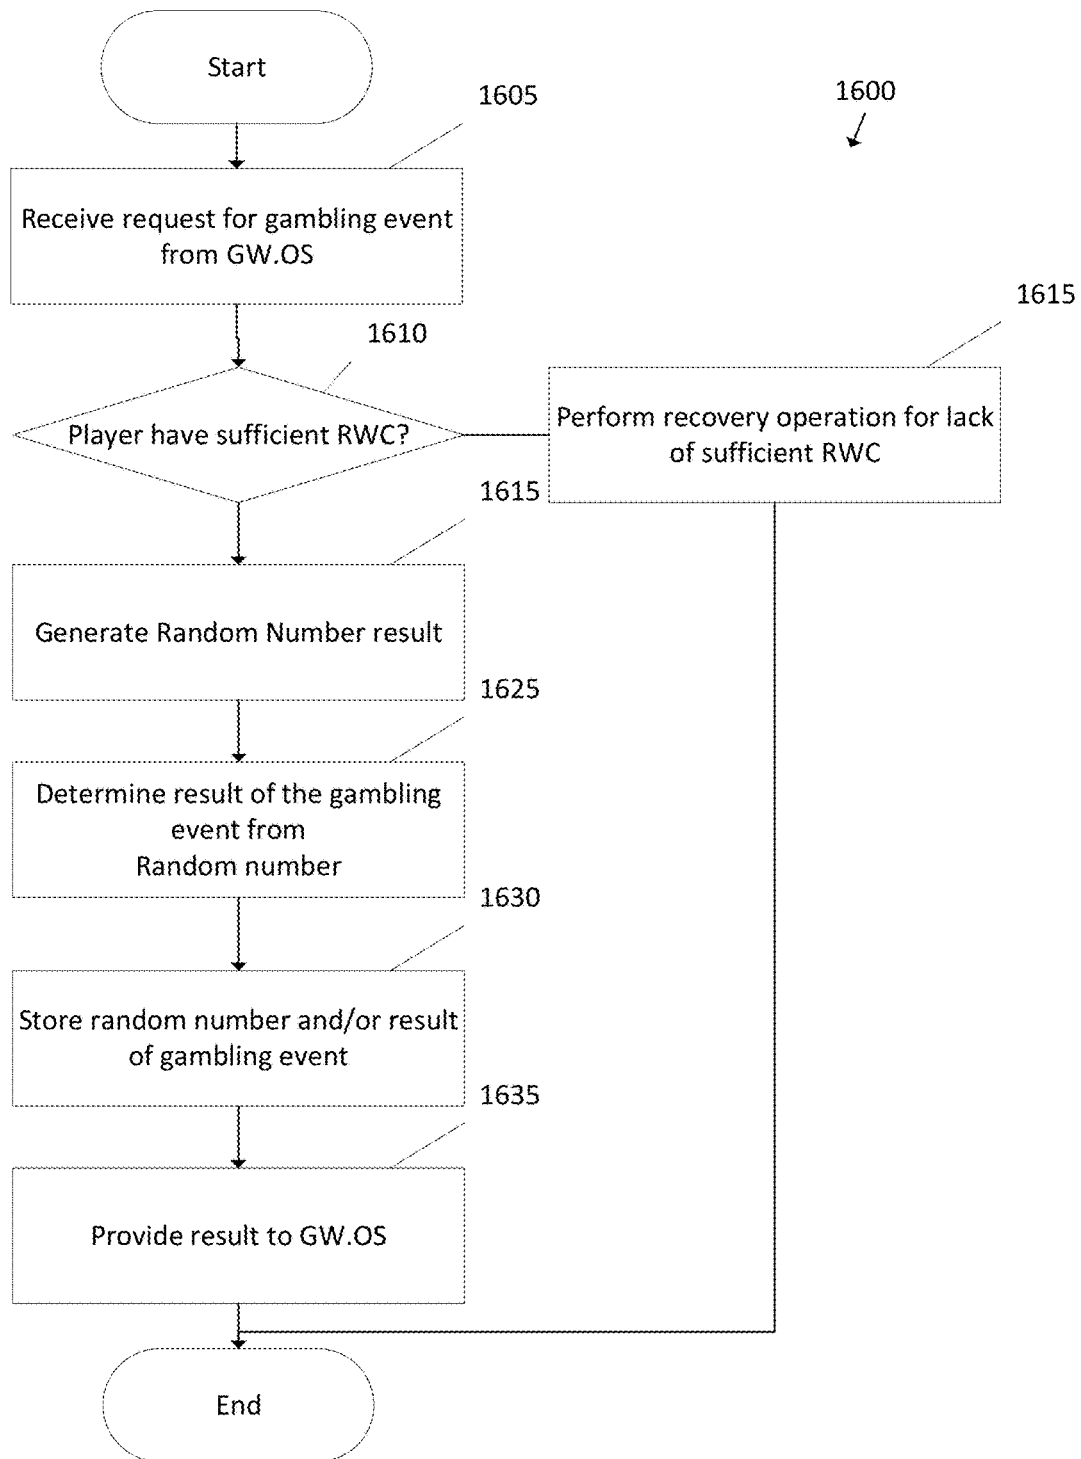 Start
1605
1600
Receive request for gambling event
from GW.OS
1615
1610
Player have sufficient RWC?
Perform recovery operation for lack
of sufficient RWC
1615
Generate Random Number result
1625
Determine result of the gambling
event from
Random number
1630
Store random number and/or result
of gambling event
1635
Provide result to GW.OS
End